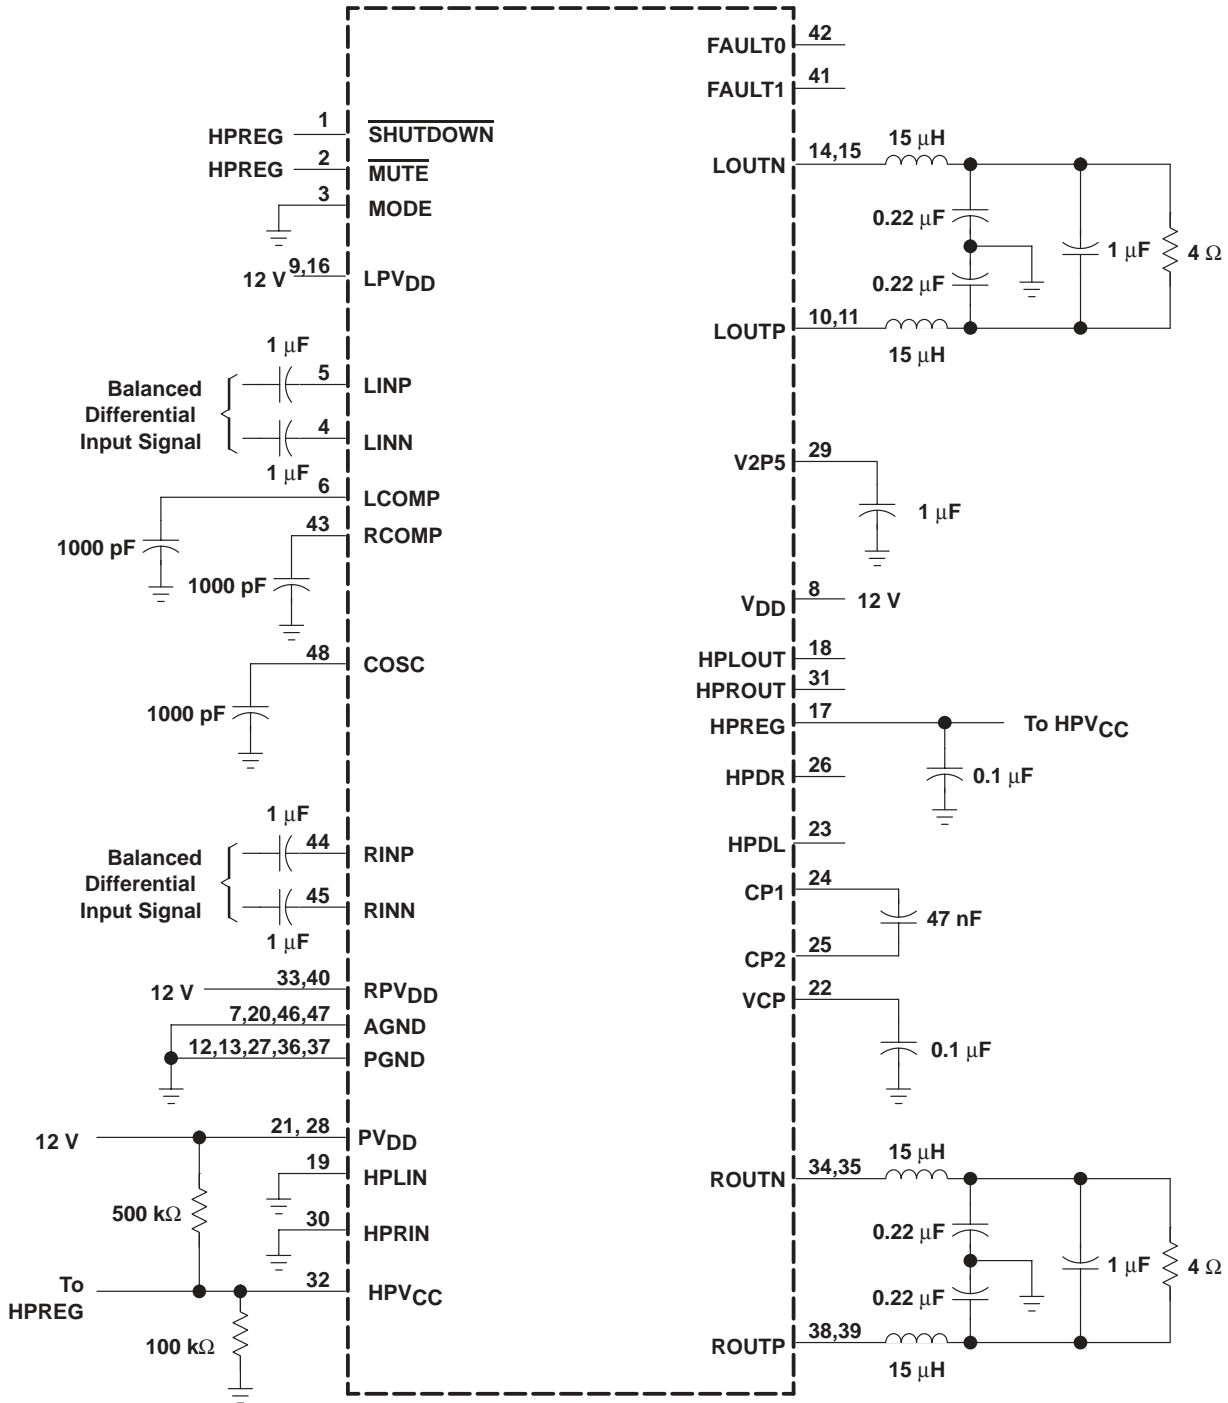 1
HPREG
SHUTDOWN
2
HPREG
MUTE
3
MODE
9,16
12 V
LPVDD
1 μF
5
LINP
Balanced
Differential
Input Signal
4
LINN
1 μF
6
LCOMP
1000 pF
43
RCOMP
1000 pF
48
COSC
1000 pF
1 μF
44
RINP
Balanced
Differential
Input Signal
45
RINN
1 μF
33,40
12 V
RPVDD
7,20,46,47
AGND
12,13,27,36,37
PGND
21, 28
12 V
PVDD
19
HPLIN
500 kΩ
30
HPRIN
To
HPREG
32
HPVCC
100 kΩ
FAULT0
42
FAULT1
41
LOUTN
14,15
15 μH
0.22 μF
0.22 μF
1 μF
4 Ω
LOUTP
10,11
15 μH
V2P5
29
1 μF
VDD
8
12 V
HPLOUT
18
HPROUT
31
HPREG
17
To HPVCC
0.1 μF
HPDR
26
HPDL
23
CP1
24
47 nF
CP2
25
VCP
22
0.1 μF
ROUTN
34,35
15 μH
0.22 μF
0.22 μF
1 μF
4 Ω
ROUTP
38,39
15 μH